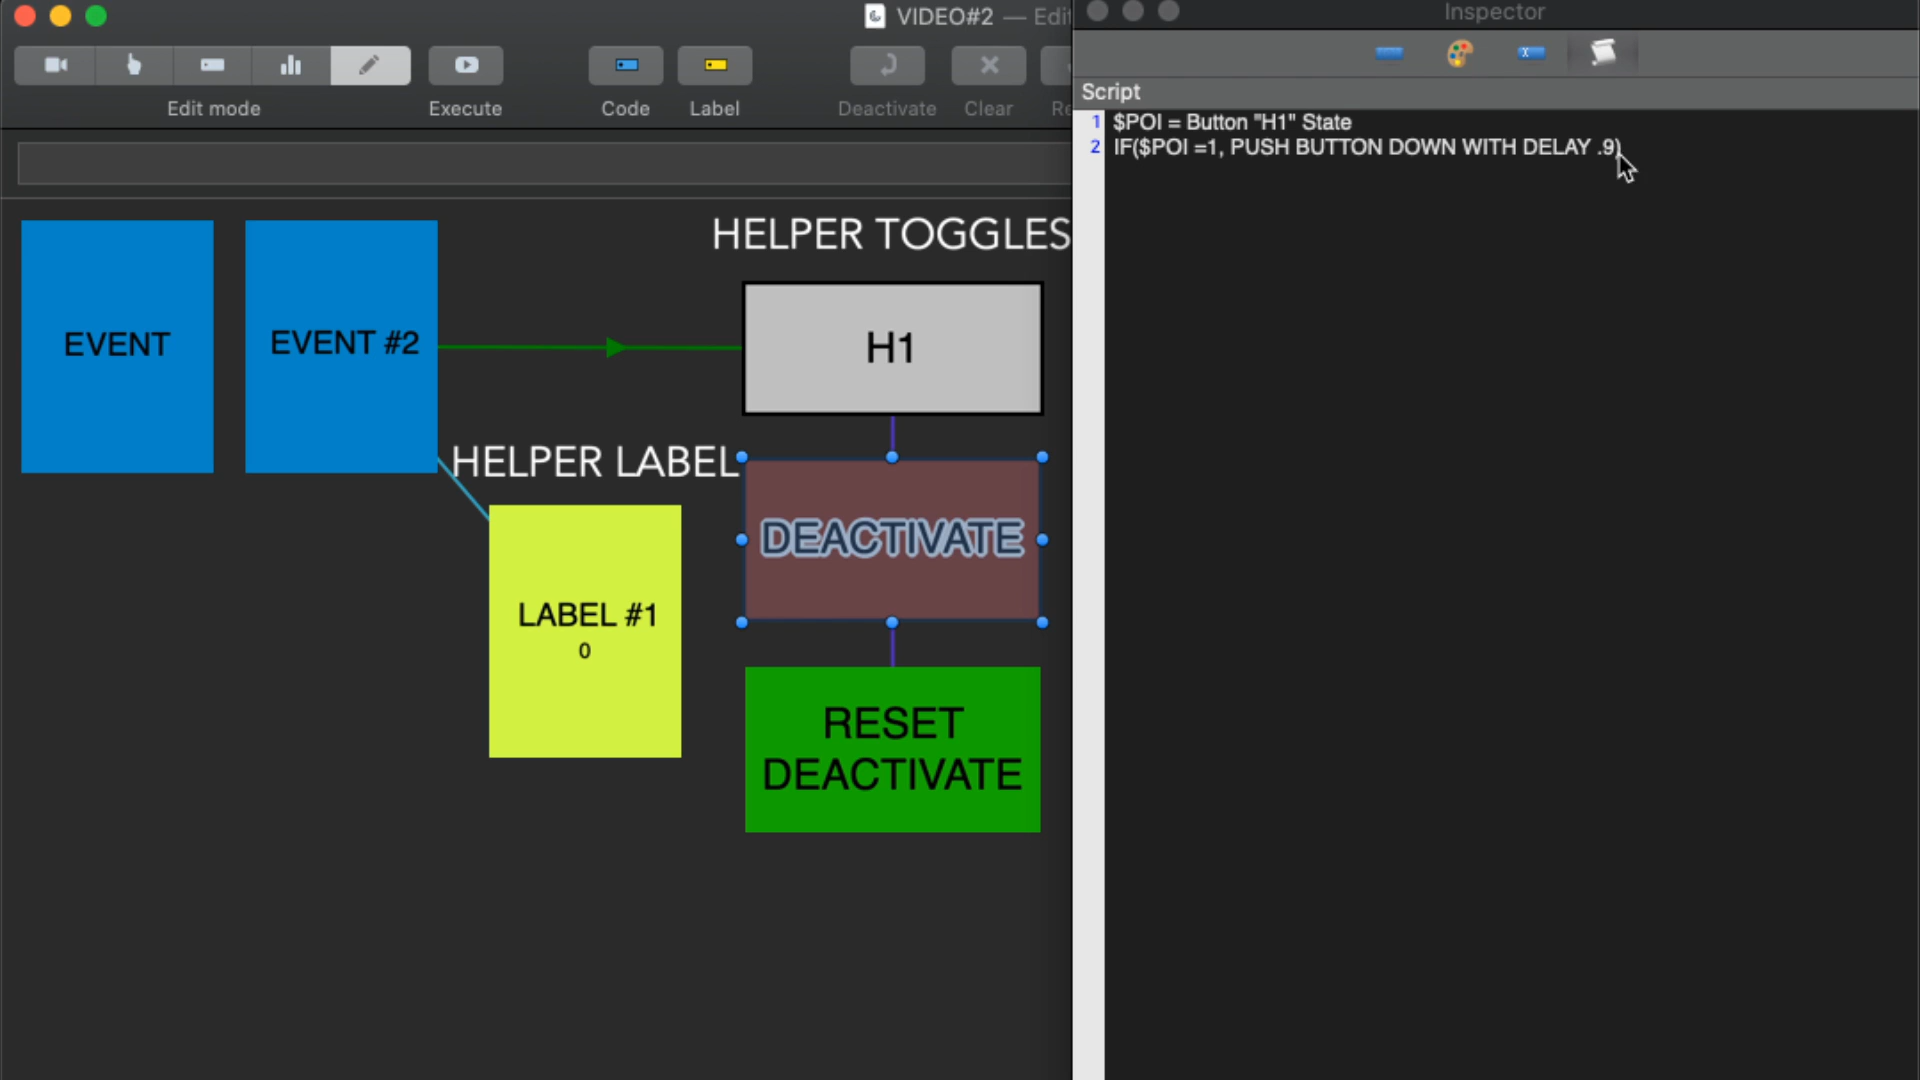 VIDEO#2 — Edi
Inspector
Edit mode
Execute
Code
Label
Deactivate
Clear
Re
Script
1 $POI = Button "H1" State
2 IF($POI =1, PUSH BUTTON DOWN WITH DELAY .9)
HELPER TOGGLES
EVENT
EVENT #2
H1
HELPER LABEL
DEACTIVATE
LABEL #1
0
RESET
DEACTIVATE